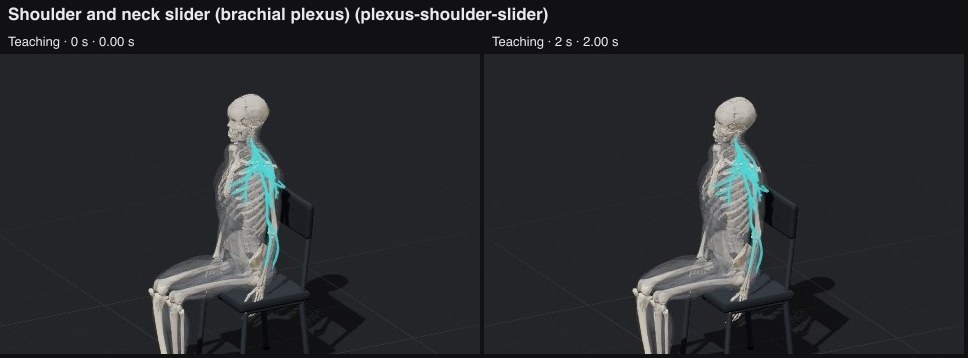 Shoulder and neck slider (brachial plexus) (plexus-shoulder-slider)
Teaching · 0 s · 0.00 s
Teaching · 2 s · 2.00 s